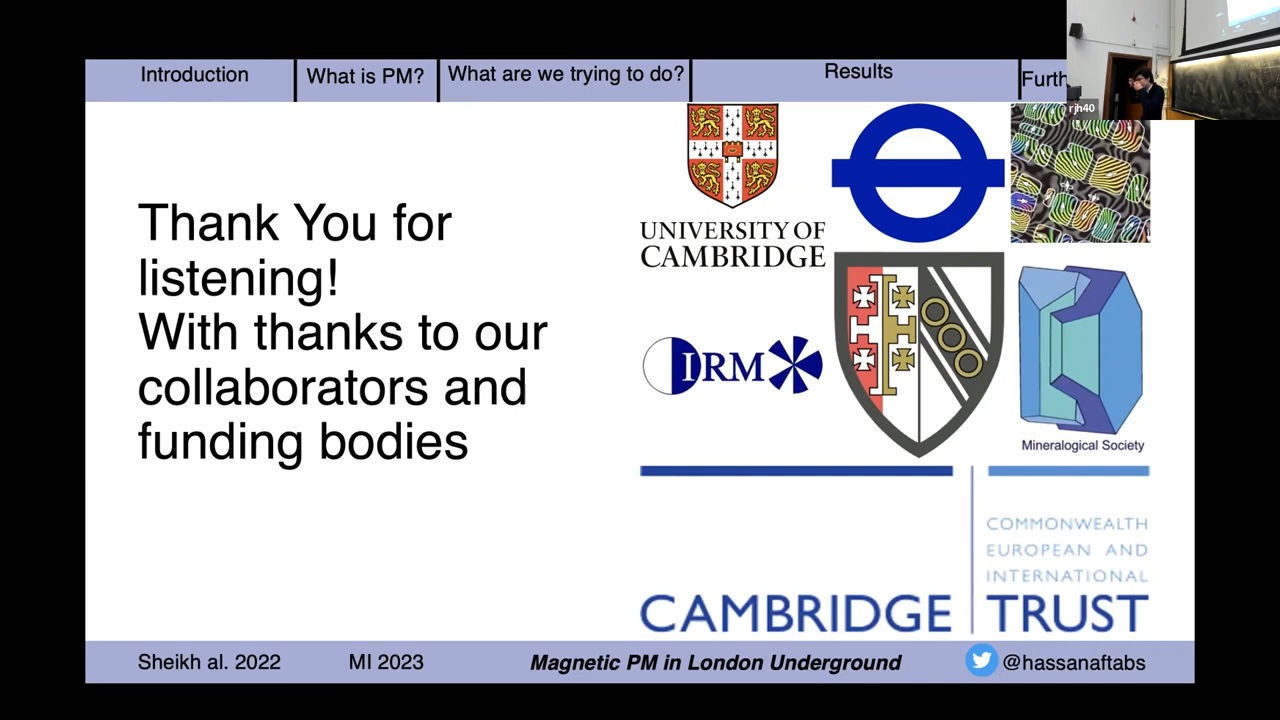 Introduction
What is PM?
What are we trying to do?
Results
Furth
rjh40
Thank You for
listening!
With thanks to our
collaborators and
funding bodies
UNIVERSITY OF
CAMBRIDGE
IRM
Mineralogical Society
CAMBRIDGE
COMMONWEALTH
EUROPEAN AND
INTERNATIONAL
TRUST
Sheikh al. 2022
MI 2023
Magnetic PM in London Underground
@hassanaftabs